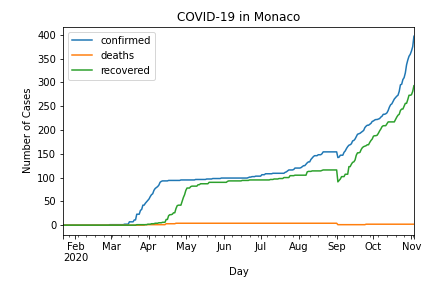 COVID-19 in Monaco
confirmed
deaths
recovered
Number of Cases
400
350
300
250
200
150
100
50
0
Feb Mar Apr May Jun Jul Aug Sep Oct Nov
2020
Day